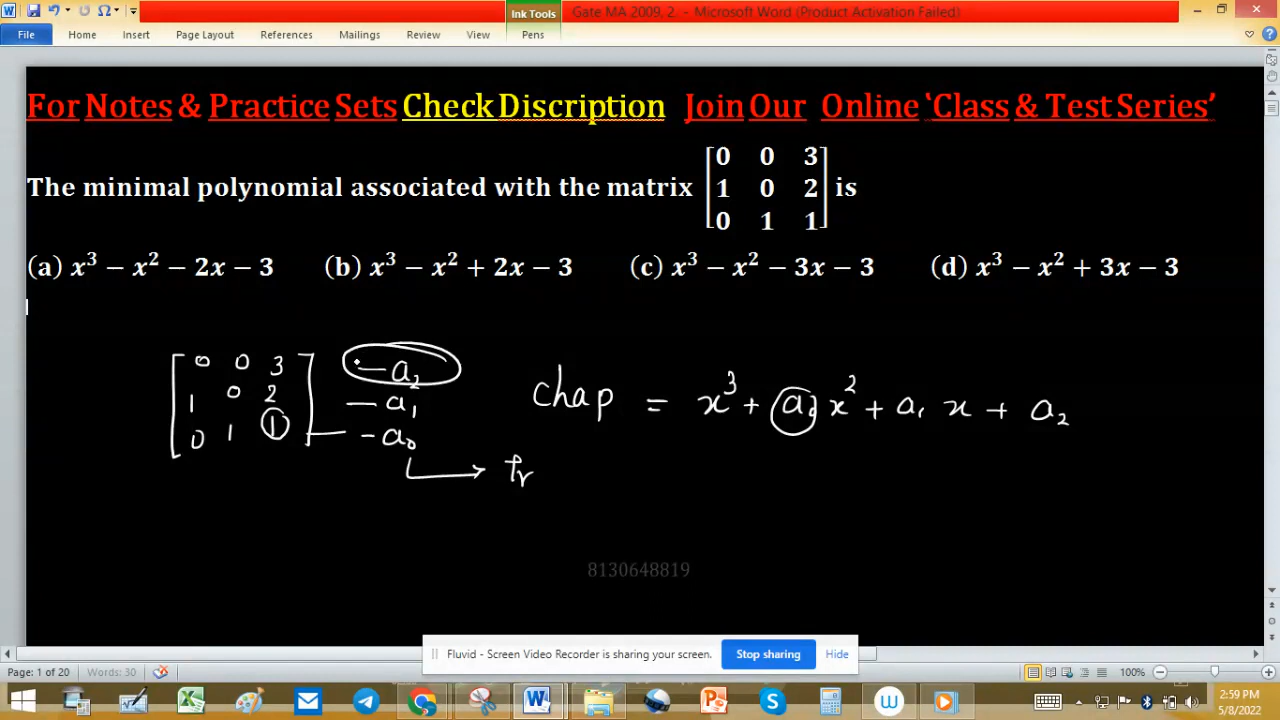 Ink Tools
Gate MA 2009. 2. - Microsoft Word (Product Activation Failed)
File Home Insert Page Layout References Mailings Review View Pens
For Notes & Practice Sets Check Discription Join Our Online ‘Class & Test Series’
The minimal polynomial associated with the matrix [0 0 3
1 0 2
0 1 1] is
(a) x³ − x² − 2x − 3 (b) x³ − x² + 2x − 3 (c) x³ − x² − 3x − 3 (d) x³ − x² + 3x − 3
0 0 3 −a₂
1 0 2 −a₁
0 1 1 −a₀
tr
chap = x³ + a₀x² + a₁x + a₂
8130648819
Fluvid - Screen Video Recorder is sharing your screen. Stop sharing Hide
Page: 1 of 20 Words: 30 100%
2:59 PM
5/8/2022